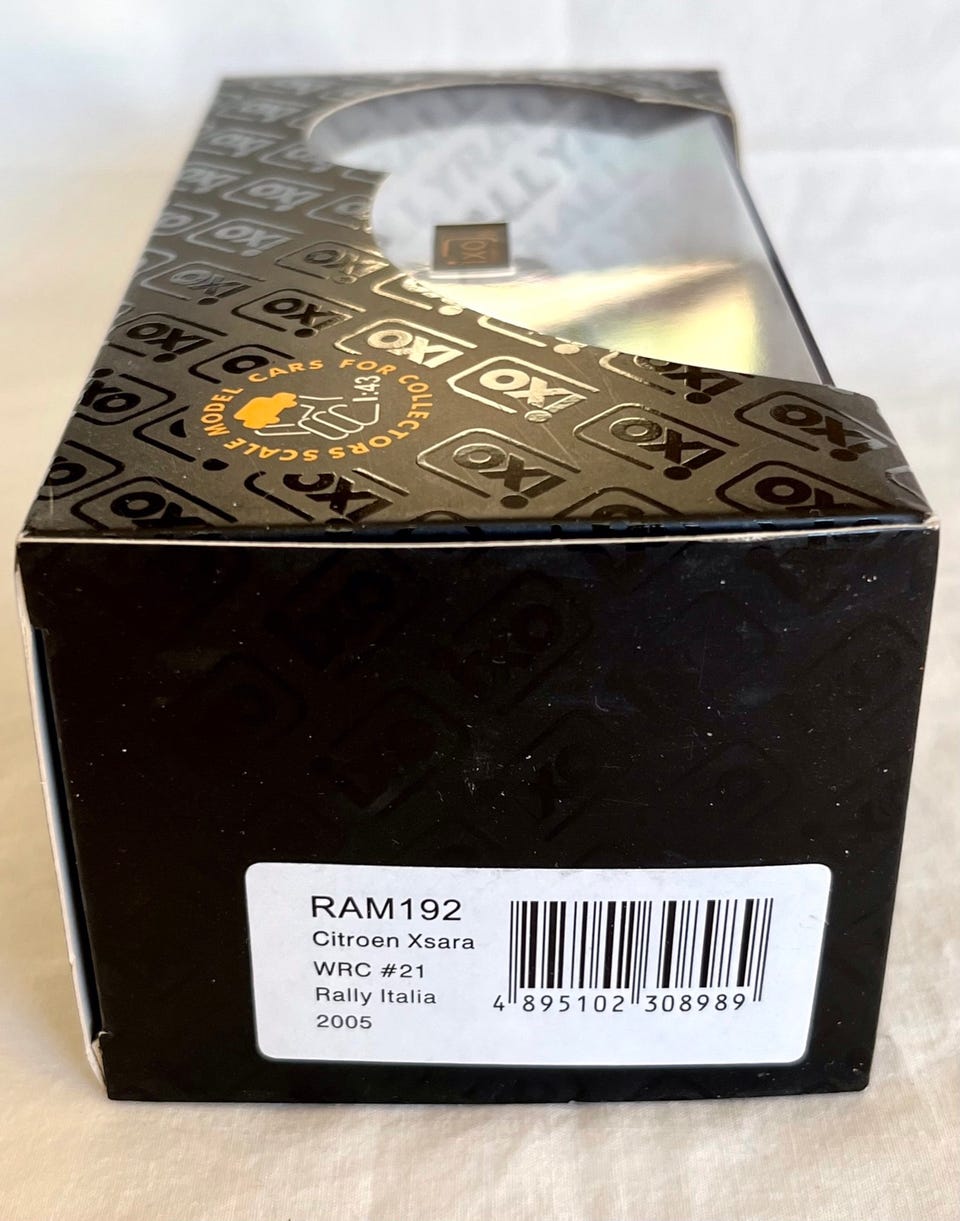 iXO
MODEL CARS FOR COLLECTORS SCALE
1:43
RAM192
Citroen Xsara
WRC #21
Rally Italia
2005
4 895102 308989